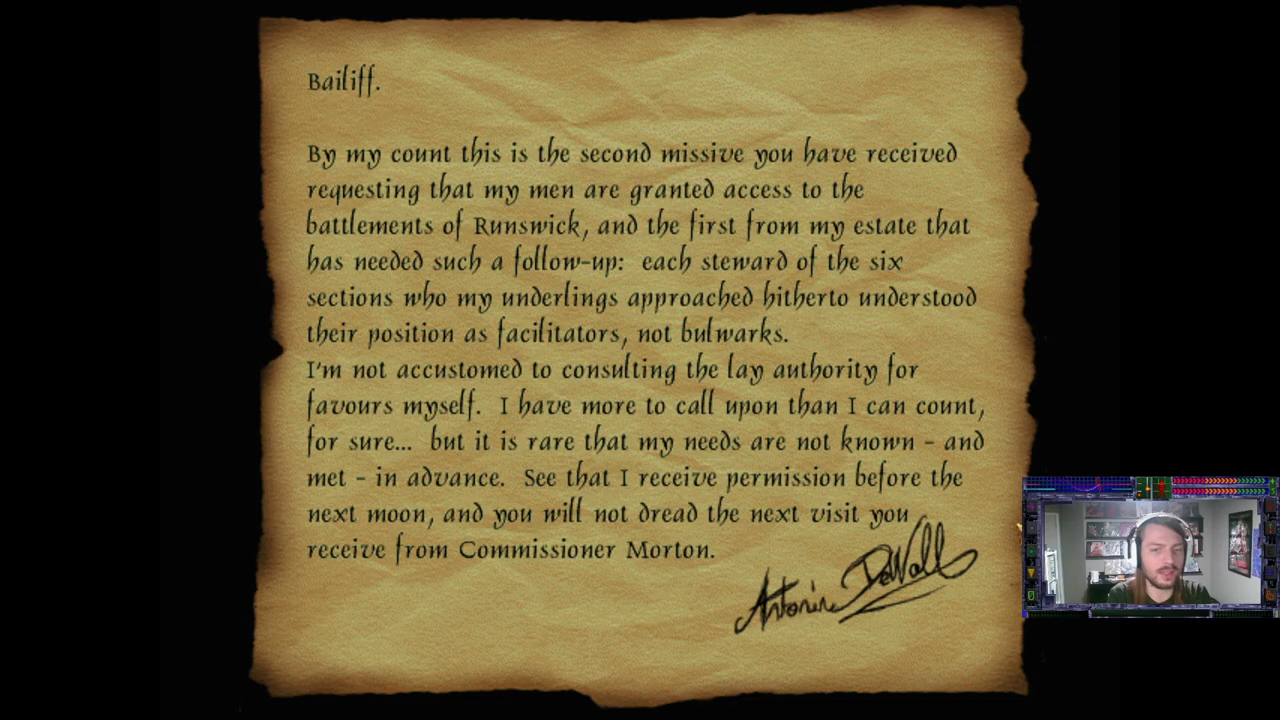 Bailiff.
By my count this is the second missive you have received
requesting that my men are granted access to the
battlements of Runswick, and the first from my estate that
has needed such a follow-up:  each steward of the six
sections who my underlings approached hitherto understood
their position as facilitators, not bulwarks.
I'm not accustomed to consulting the lay authority for
favours myself.  I have more to call upon than I can count,
for sure...  but it is rare that my needs are not known - and
met - in advance.  See that I receive permission before the
next moon, and you will not dread the next visit you
receive from Commissioner Morton.
Antonin DeWall